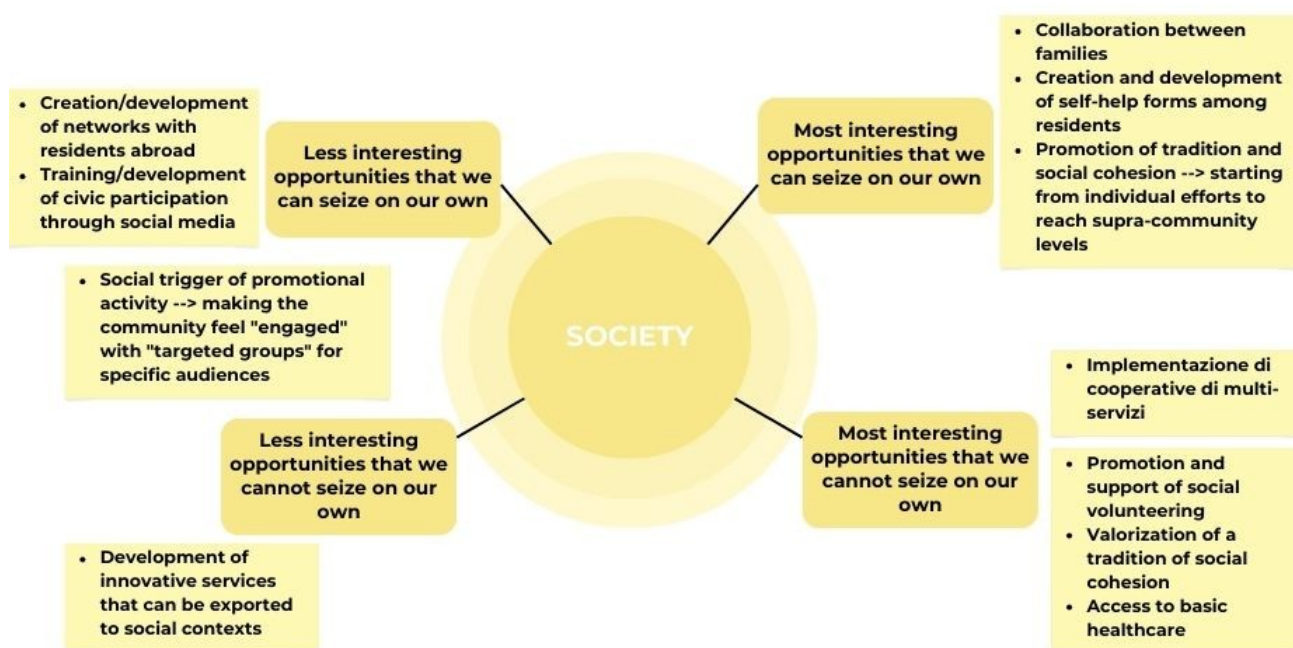 • Creation/development
of networks with
residents abroad
• Training/development
of civic participation
through social media
Less interesting
opportunities that we
can seize on our own
Most interesting
opportunities that we
can seize on our own
• Collaboration between
families
• Creation and development
of self-help forms among
residents
• Promotion of tradition and
social cohesion --> starting
from individual efforts to
reach supra-community
levels
• Social trigger of promotional
activity --> making the
community feel "engaged"
with "targeted groups" for
specific audiences
SOCIETY
Less interesting
opportunities that we
cannot seize on our
own
Most interesting
opportunities that we
cannot seize on our
own
• Implementazione di
cooperative di multi-
servizi
• Promotion and
support of social
volunteering
• Valorization of a
tradition of social
cohesion
• Access to basic
healthcare
• Development of
innovative services
that can be exported
to social contexts